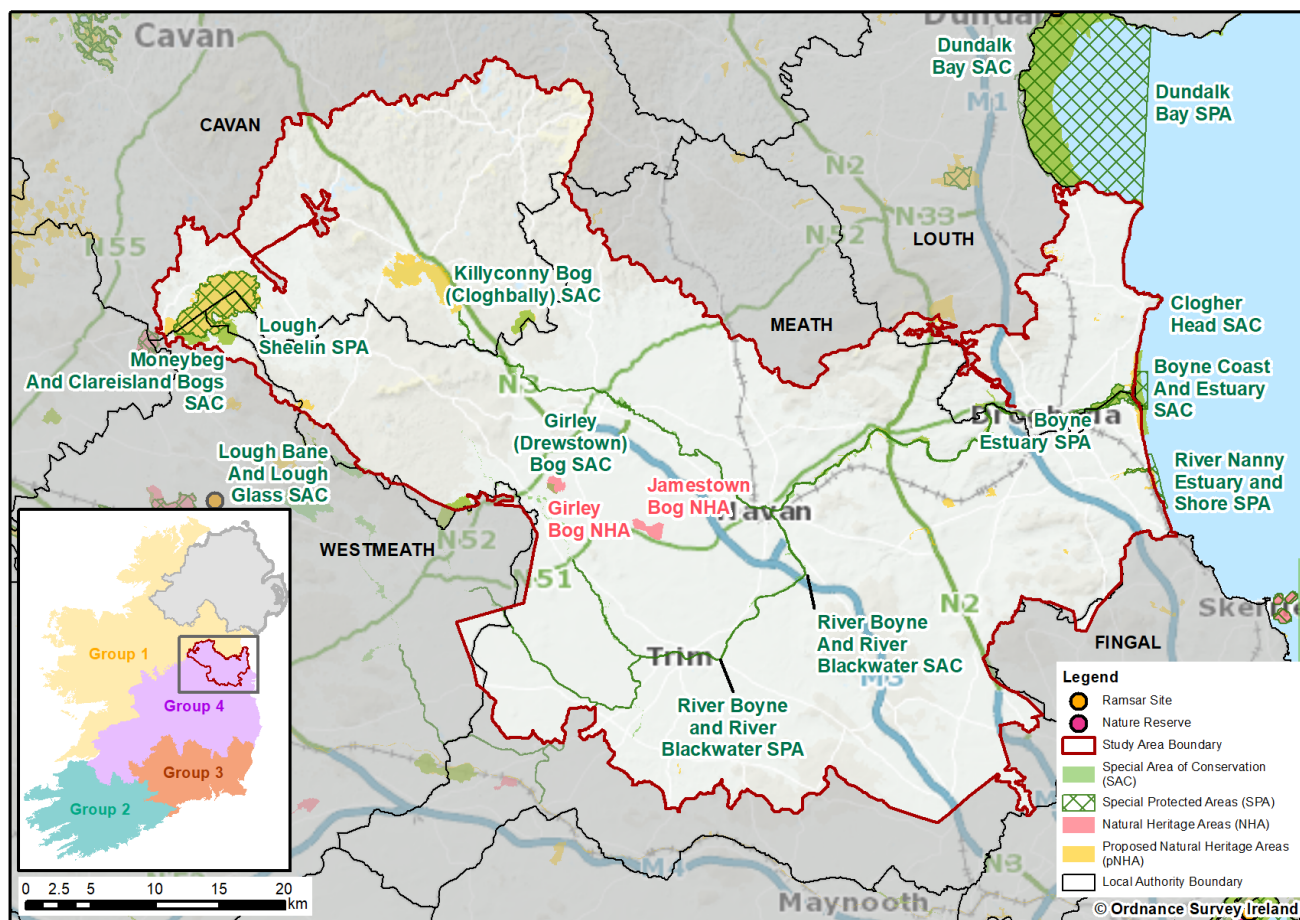 Cavan
Dundalk
Dundalk
Bay SAC
Dundalk
Bay SPA
M1
CAVAN
N2
N33
N52
N55
LOUTH
Killyconny Bog
(Cloghbally) SAC
MEATH
Clogher
Head SAC
Lough
Sheelin SPA
Moneybeg
And Clareisland Bogs
SAC
N3
Boyne Coast
And Estuary
SAC
Drogheda
Boyne
Estuary SPA
Girley
(Drewstown)
Bog SAC
Lough Bane
And Lough
Glass SAC
River Nanny
Estuary and
Shore SPA
Jamestown
Bog NHA
Girley
Bog NHA
Navan
WESTMEATH
N52
N51
N2
Skerries
FINGAL
River Boyne
And River
Blackwater SAC
Trim
M3
River Boyne
and River
Blackwater SPA
Group 1
Group 4
Group 3
Group 2
Legend
Ramsar Site
Nature Reserve
Study Area Boundary
Special Area of Conservation
(SAC)
Special Protected Areas (SPA)
Natural Heritage Areas (NHA)
Proposed Natural Heritage Areas
(pNHA)
Local Authority Boundary
M4
N3
Maynooth
0 2.5 5 10 15 20
km
© Ordnance Survey Ireland